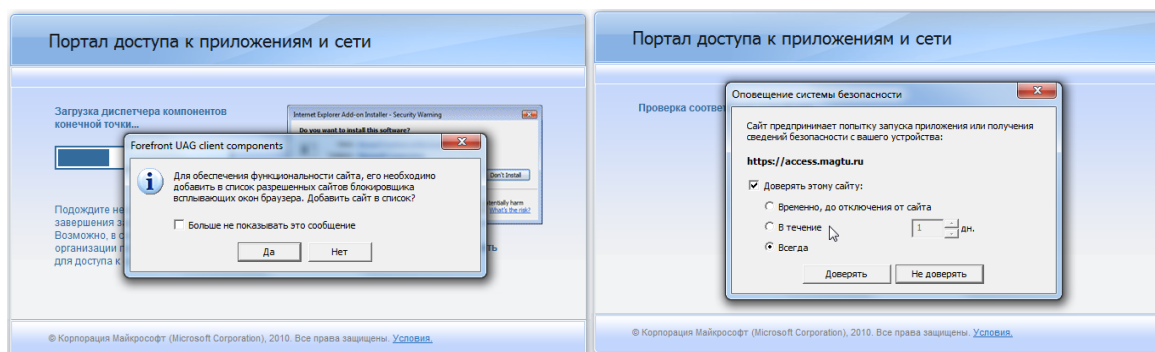 Портал доступа к приложениям и сети
Загрузка диспетчера компонентов
конечной точки...
Internet Explorer Add-on Installer - Security Warning
Do you want to install this software?
Don't Install
potentially harm
What's the risk?
Forefront UAG client components
Для обеспечения функциональности сайта, его необходимо
добавить в список разрешенных сайтов блокировщика
всплывающих окон браузера. Добавить сайт в список?
Больше не показывать это сообщение
Да
Нет
Подождите
завершения
Возможно, в
организации
для доступа к
© Корпорация Майкрософт (Microsoft Corporation), 2010. Все права защищены. Условия.
Портал доступа к приложениям и сети
Проверка
Оповещение системы безопасности
Сайт предпринимает попытку запуска приложения или получения
сведений безопасности с вашего устройства:
https://access.magtu.ru
Доверять этому сайту:
Временно, до отключения от сайта
В течение 1 дн.
Всегда
Доверять
Не доверять
© Корпорация Майкрософт (Microsoft Corporation), 2010. Все права защищены. Условия.